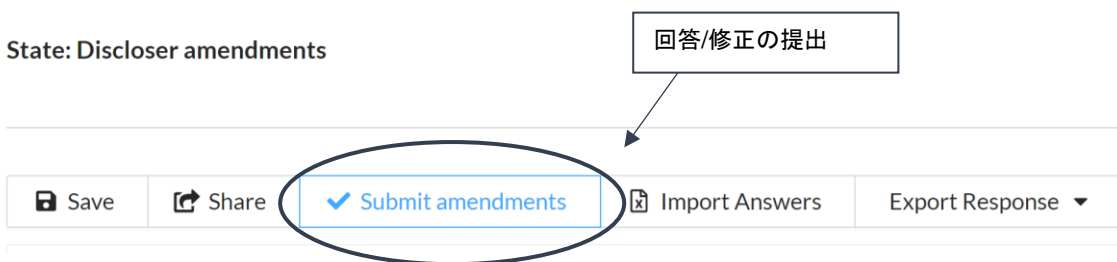 State: Discloser amendments
回答/修正の提出
Save
Share
Submit amendments
Import Answers
Export Response